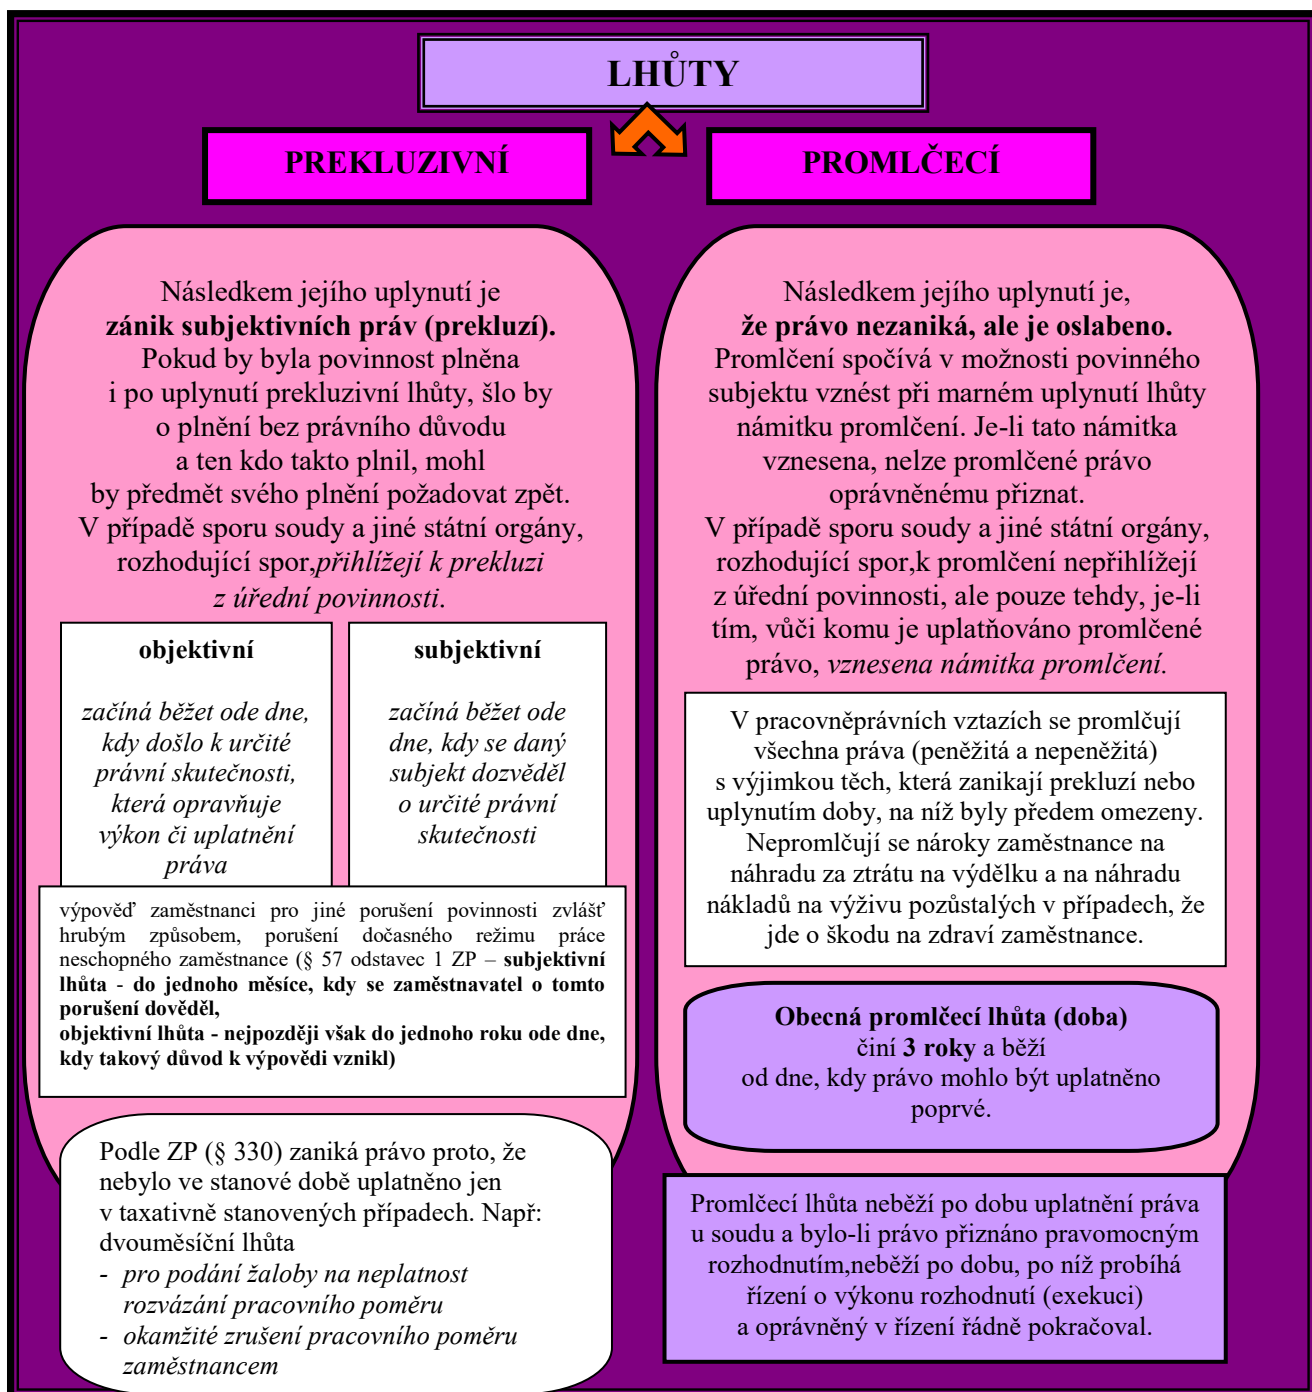 LHŮTY
PREKLUZIVNÍ
PROMLČECÍ
Následkem jejího uplynutí je
zánik subjektivních práv (prekluzí).
Pokud by byla povinnost plněna
i po uplynutí prekluzivní lhůty, šlo by
o plnění bez právního důvodu
a ten kdo takto plnil, mohl
by předmět svého plnění požadovat zpět.
V případě sporu soudy a jiné státní orgány,
rozhodující spor,přihlížejí k prekluzi
z úřední povinnosti.
objektivní
začíná běžet ode dne,
kdy došlo k určité
právní skutečnosti,
která opravňuje
výkon či uplatnění
práva
subjektivní
začíná běžet ode
dne, kdy se daný
subjekt dozvěděl
o určité právní
skutečnosti
výpověď zaměstnanci pro jiné porušení povinnosti zvlášť
hrubým způsobem, porušení dočasného režimu práce
neschopného zaměstnance (§ 57 odstavec 1 ZP – subjektivní
lhůta - do jednoho měsíce, kdy se zaměstnavatel o tomto
porušení dověděl,
objektivní lhůta - nejpozději však do jednoho roku ode dne,
kdy takový důvod k výpovědi vznikl)
Podle ZP (§ 330) zaniká právo proto, že
nebylo ve stanové době uplatněno jen
v taxativně stanovených případech. Např:
dvouměsíční lhůta
- pro podání žaloby na neplatnost
rozvázání pracovního poměru
- okamžité zrušení pracovního poměru
zaměstnancem
Následkem jejího uplynutí je,
že právo nezaniká, ale je oslabeno.
Promlčení spočívá v možnosti povinného
subjektu vznést při marném uplynutí lhůty
námitku promlčení. Je-li tato námitka
vznesena, nelze promlčené právo
oprávněnému přiznat.
V případě sporu soudy a jiné státní orgány,
rozhodující spor,k promlčení nepřihlížejí
z úřední povinnosti, ale pouze tehdy, je-li
tím, vůči komu je uplatňováno promlčené
právo, vznesena námitka promlčení.
V pracovněprávních vztazích se promlčují
všechna práva (peněžitá a nepeněžitá)
s výjimkou těch, která zanikají prekluzí nebo
uplynutím doby, na níž byly předem omezeny.
Nepromlčují se nároky zaměstnance na
náhradu za ztrátu na výdělku a na náhradu
nákladů na výživu pozůstalých v případech, že
jde o škodu na zdraví zaměstnance.
Obecná promlčecí lhůta (doba)
činí 3 roky a běží
od dne, kdy právo mohlo být uplatněno
poprvé.
Promlčecí lhůta neběží po dobu uplatnění práva
u soudu a bylo-li právo přiznáno pravomocným
rozhodnutím,neběží po dobu, po níž probíhá
řízení o výkonu rozhodnutí (exekuci)
a oprávněný v řízení řádně pokračoval.